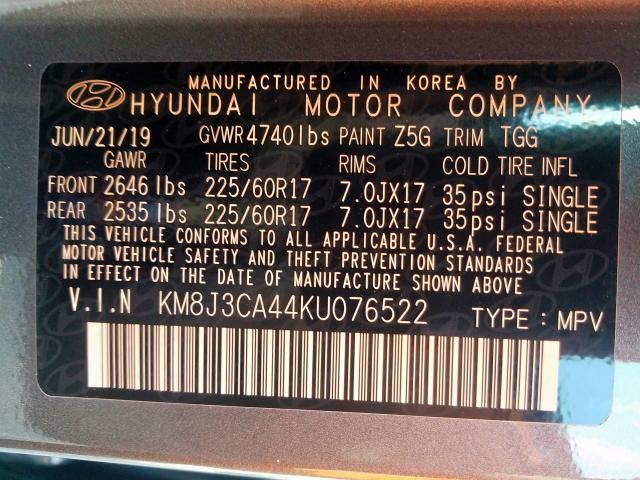 MANUFACTURED IN KOREA BY
HYUNDAI MOTOR COMPANY
JUN/21/19 GVWR 4740 lbs PAINT Z5G TRIM TGG
GAWR TIRES RIMS COLD TIRE INFL
FRONT 2646 lbs 225/60R17 7.0JX17 35psi SINGLE
REAR 2535 lbs 225/60R17 7.0JX17 35psi SINGLE
THIS VEHICLE CONFORMS TO ALL APPLICABLE U.S.A. FEDERAL
MOTOR VEHICLE SAFETY AND THEFT PREVENTION STANDARDS
IN EFFECT ON THE DATE OF MANUFACTURE SHOWN ABOVE
V.I.N KM8J3CA44KU076522 TYPE : MPV